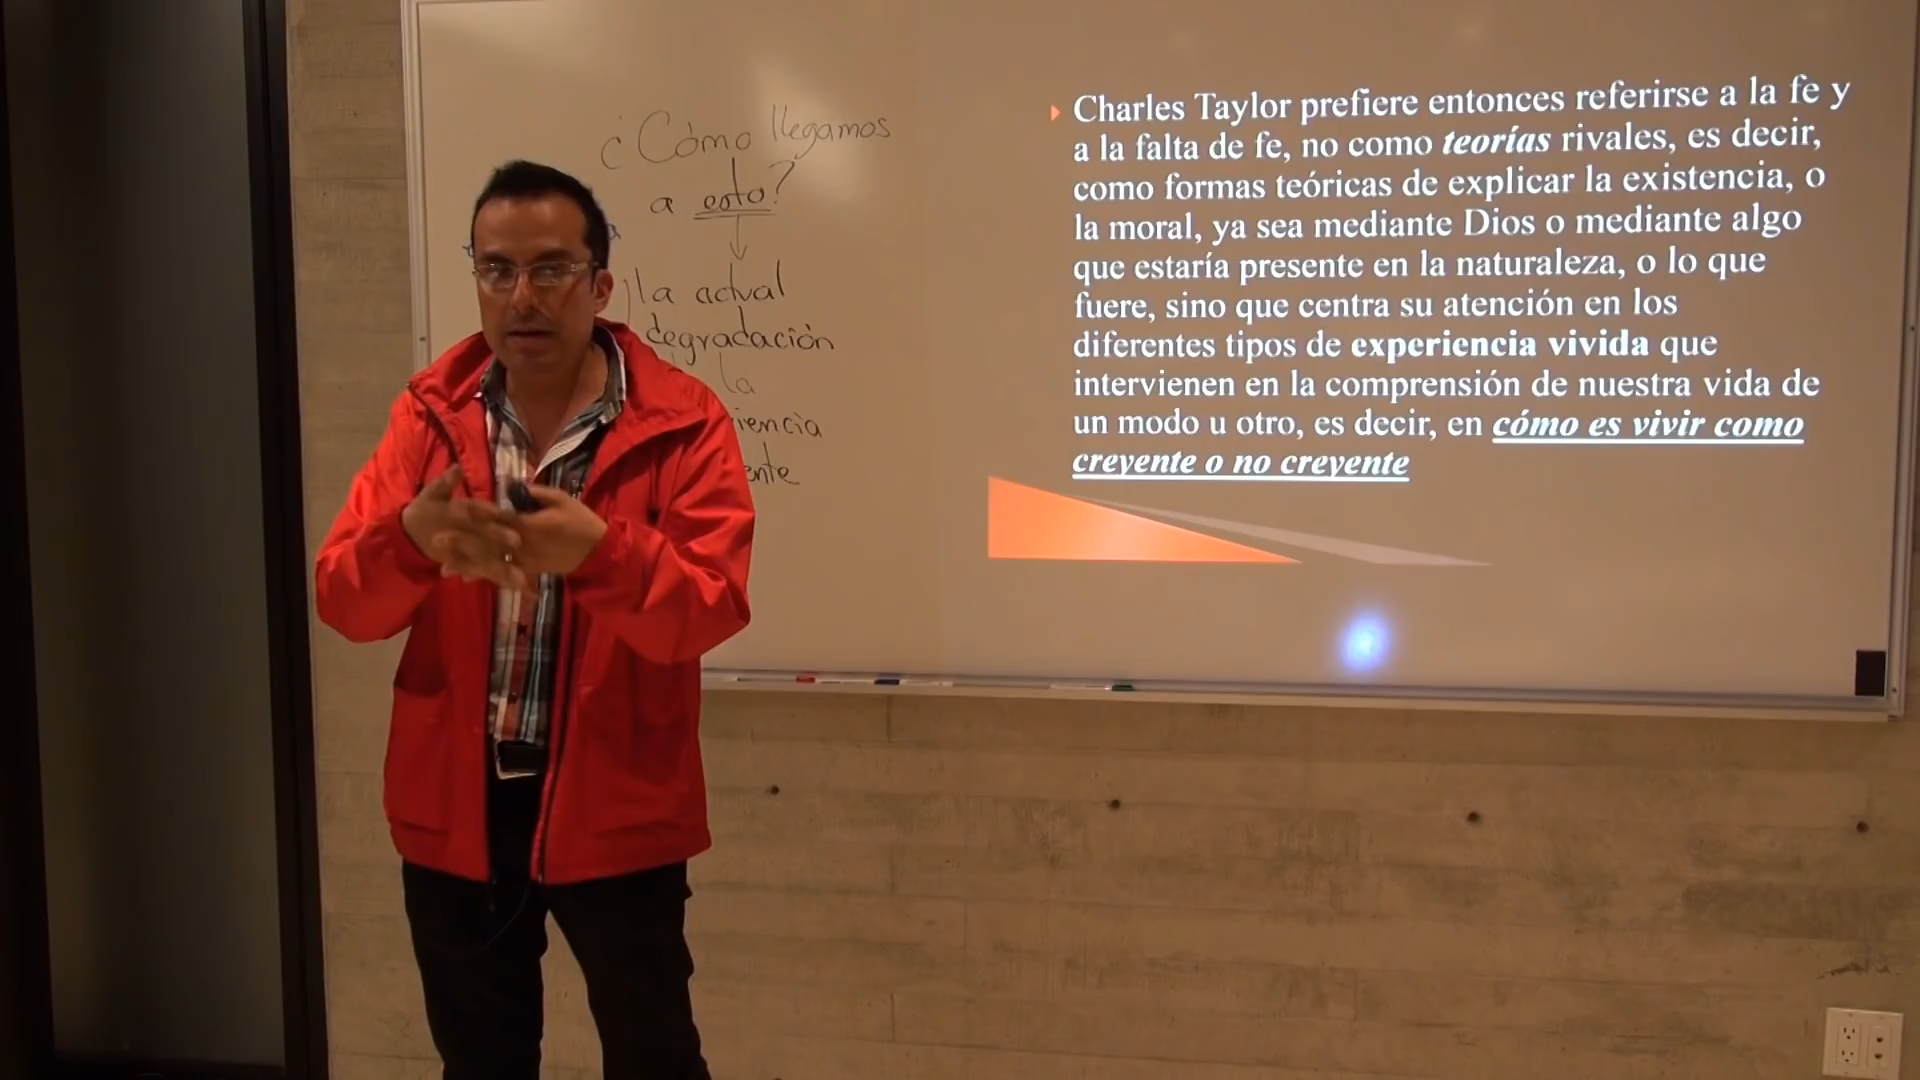 ¿Cómo llegamos
a esto?
la actual
degradación
la
Charles Taylor prefiere entonces referirse a la fe y
a la falta de fe, no como teorías rivales, es decir,
como formas teóricas de explicar la existencia, o
la moral, ya sea mediante Dios o mediante algo
que estaría presente en la naturaleza, o lo que
fuere, sino que centra su atención en los
diferentes tipos de experiencia vivida que
intervienen en la comprensión de nuestra vida de
un modo u otro, es decir, en cómo es vivir como
creyente o no creyente